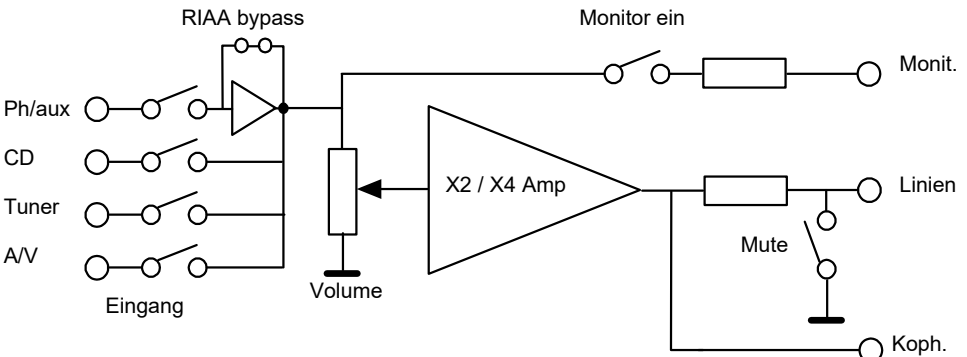 RIAA bypass
Monitor ein
Monit.
Ph/aux
CD
Tuner
A/V
Eingang
Volume
X2 / X4 Amp
Linien
Mute
Koph.